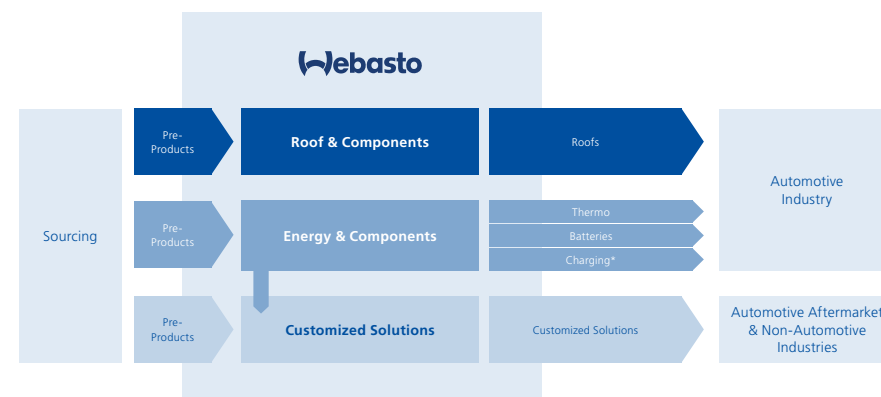 Webasto
Sourcing
Pre-
Products
Roof & Components
Roofs
Pre-
Products
Energy & Components
Thermo
Batteries
Charging*
Pre-
Products
Customized Solutions
Customized Solutions
Automotive
Industry
Automotive Aftermarket
& Non-Automotive
Industries